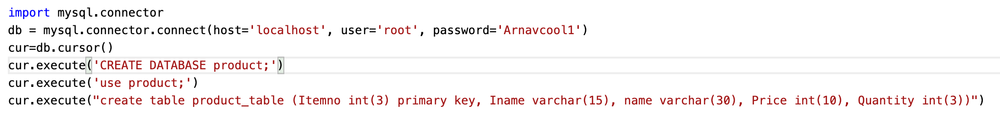 import mysql.connector
db = mysql.connector.connect(host='localhost', user='root', password='Arnavcool1')
cur=db.cursor()
cur.execute('CREATE DATABASE product;')
cur.execute('use product;')
cur.execute("create table product_table (Itemno int(3) primary key, Iname varchar(15), name varchar(30), Price int(10), Quantity int(3))")